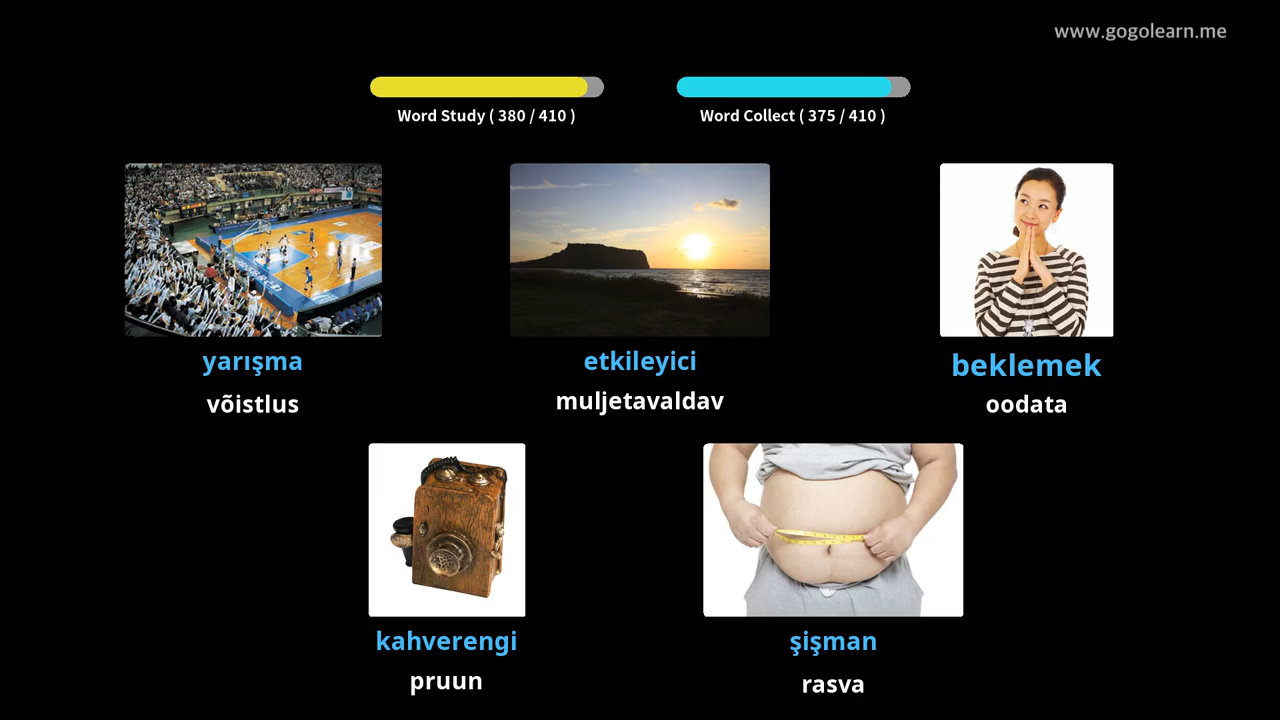 www.gogolearn.me
Word Study ( 380 / 410 )
Word Collect ( 375 / 410 )
yarışma
etkileyici
beklemek
võistlus
muljetavaldav
oodata
kahverengi
şişman
pruun
rasva